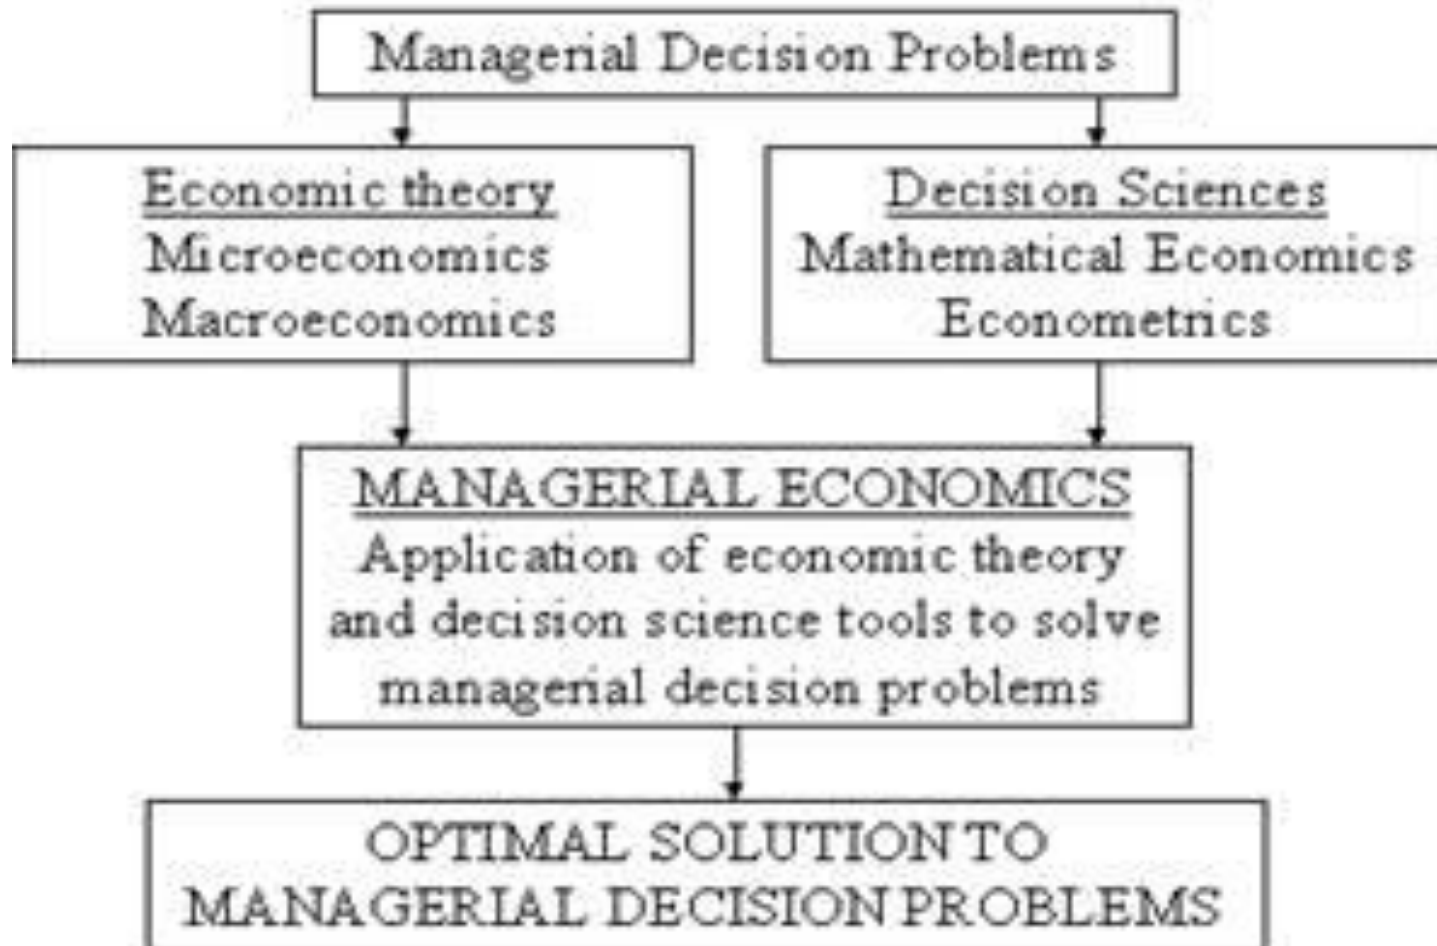 Managerial Decision Problems
Economic theory
Microeconomics
Macroeconomics
Decision Sciences
Mathematical Economics
Econometrics
MANAGERIAL ECONOMICS
Application of economic theory
and decision science tools to solve
managerial decision problems
OPTIMAL SOLUTION TO
MANAGERIAL DECISION PROBLEMS